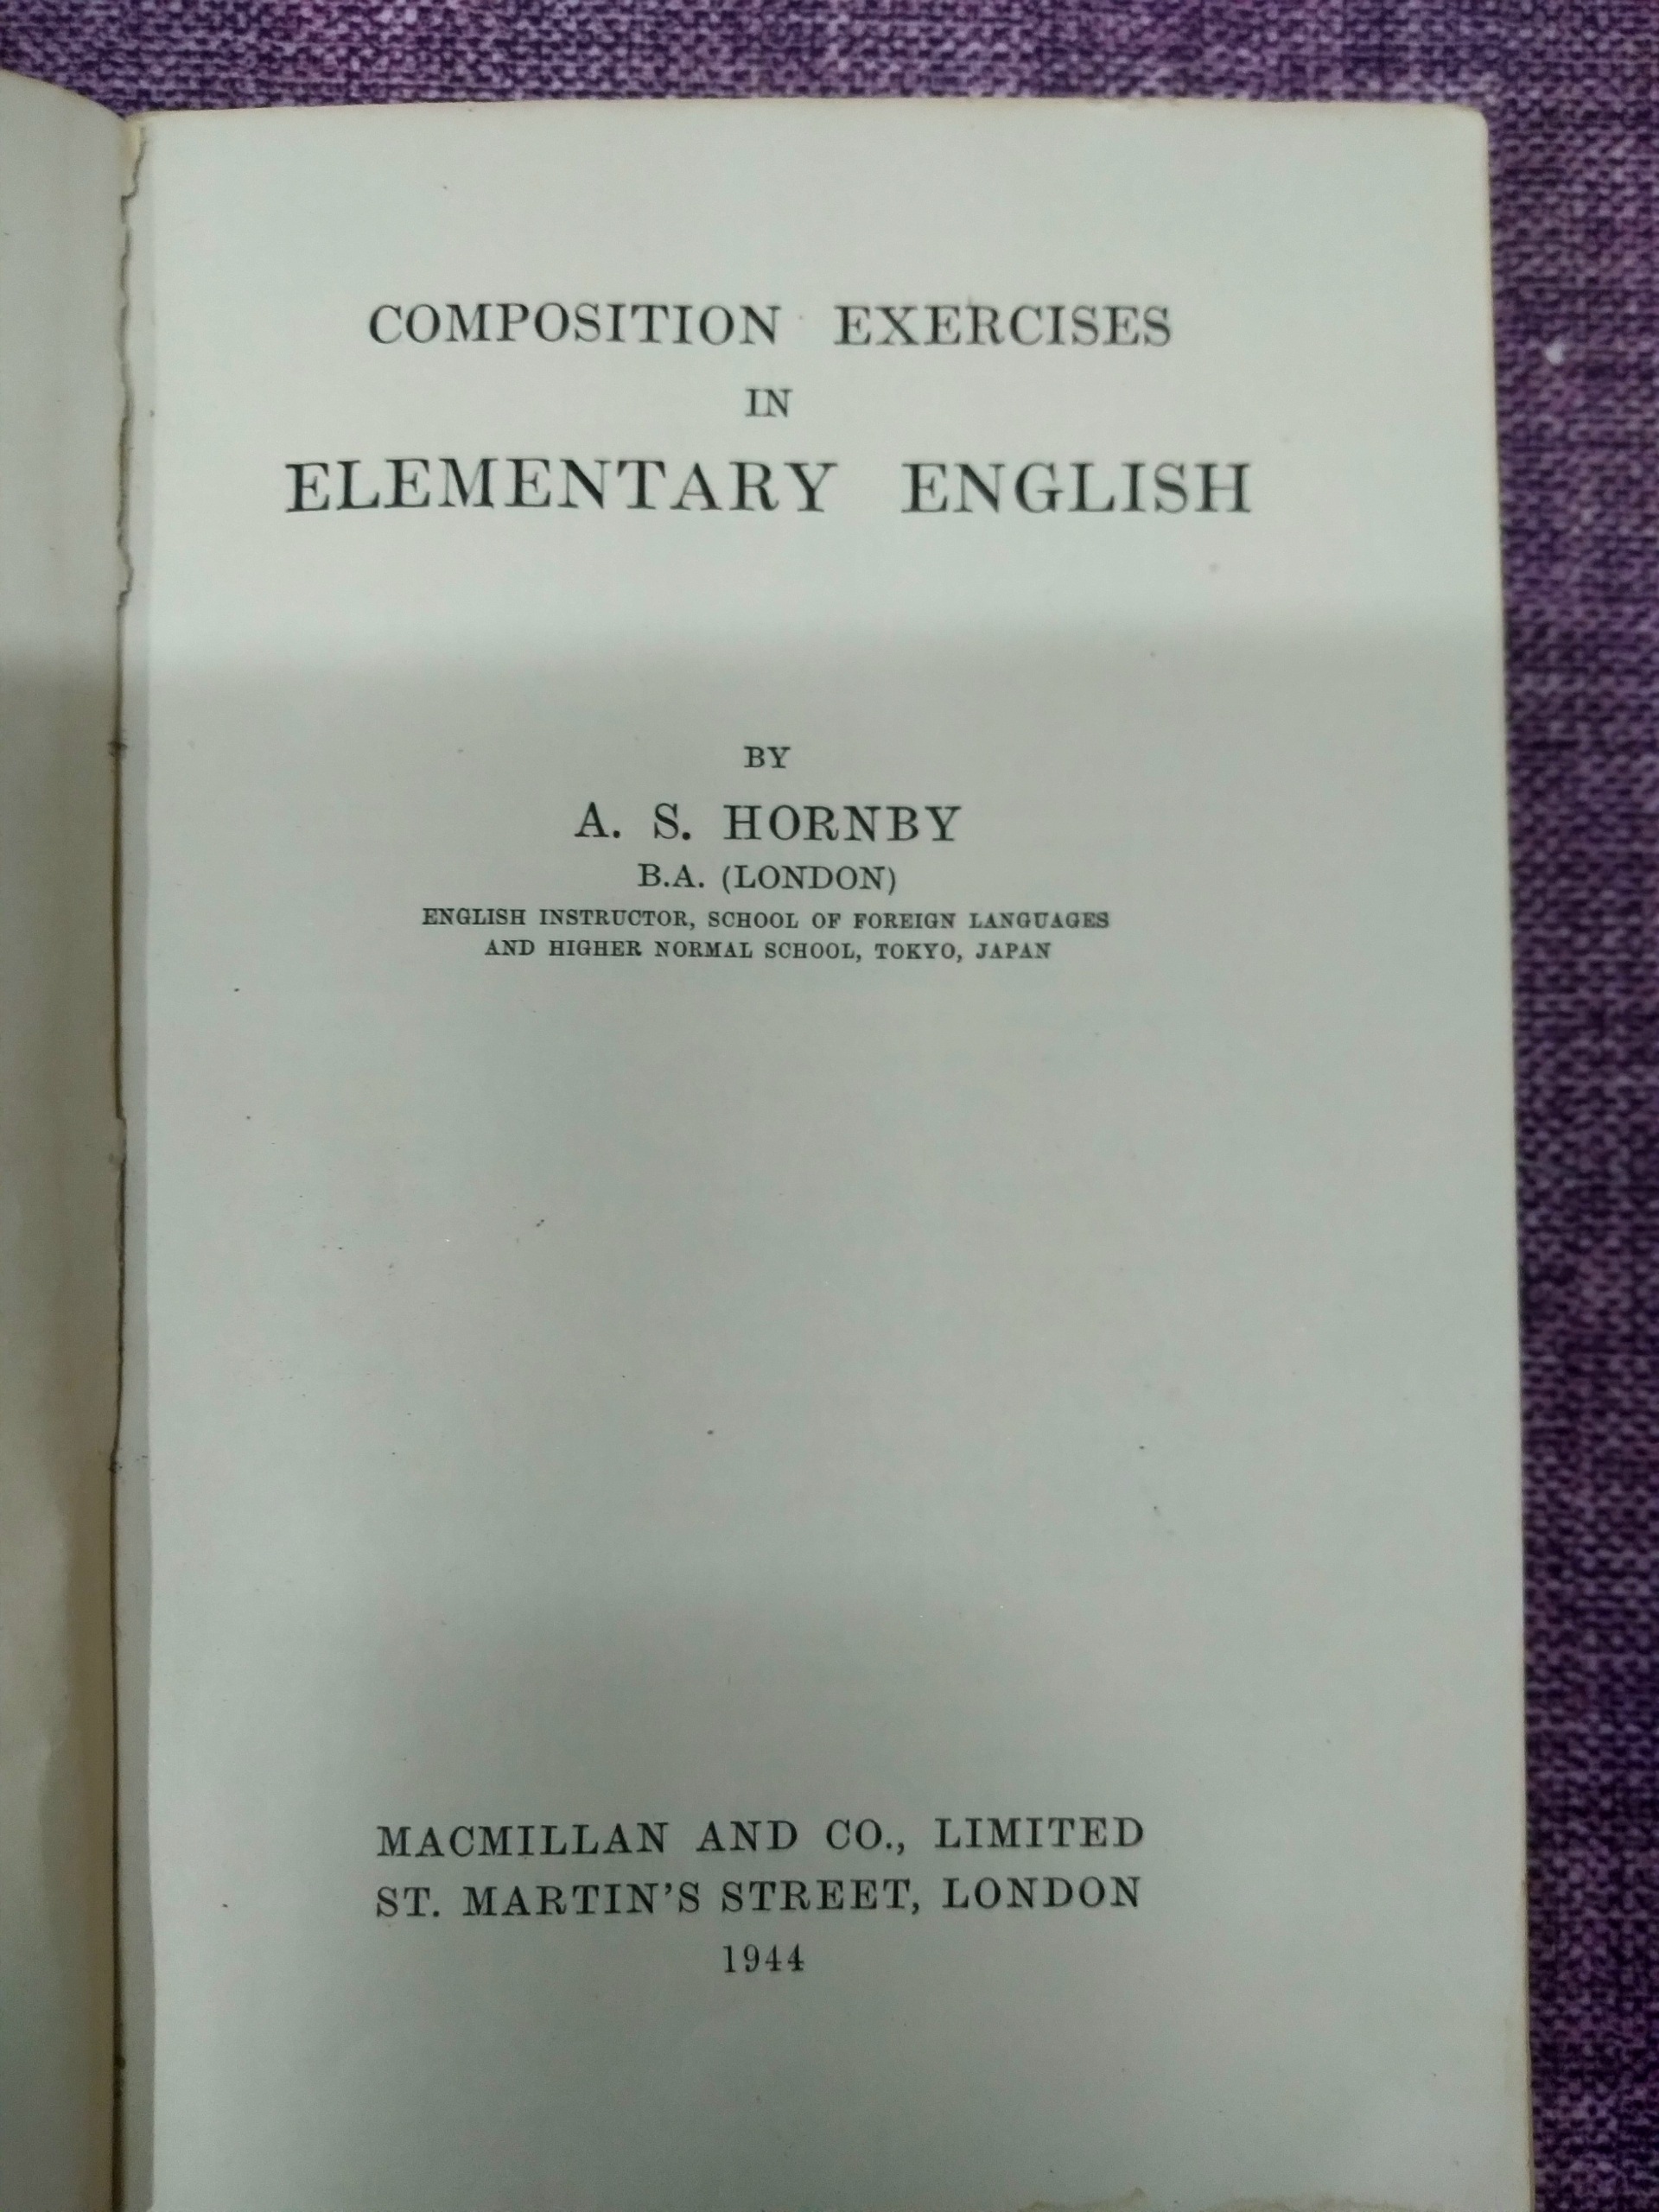 COMPOSITION EXERCISES
IN
ELEMENTARY ENGLISH
BY
A. S. HORNBY
B.A. (LONDON)
ENGLISH INSTRUCTOR, SCHOOL OF FOREIGN LANGUAGES
AND HIGHER NORMAL SCHOOL, TOKYO, JAPAN
MACMILLAN AND CO., LIMITED
ST. MARTIN'S STREET, LONDON
1944